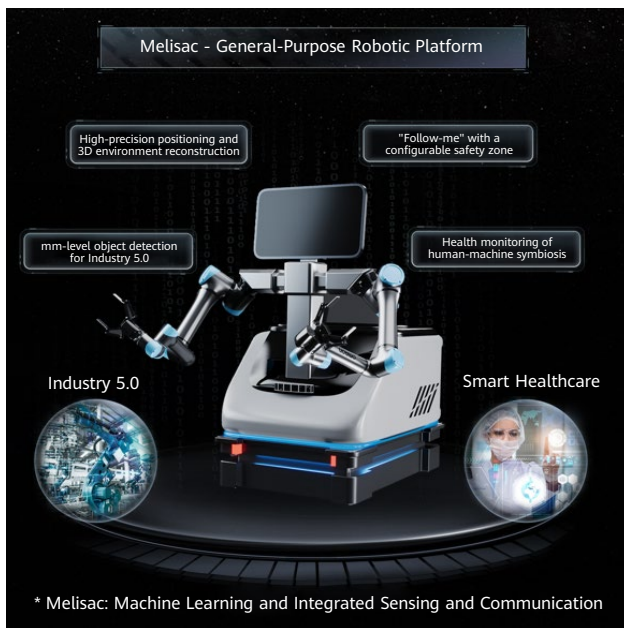 Melisac - General-Purpose Robotic Platform
High-precision positioning and
3D environment reconstruction
"Follow-me" with a
configurable safety zone
mm-level object detection
for Industry 5.0
Health monitoring of
human-machine symbiosis
Industry 5.0
Smart Healthcare
* Melisac: Machine Learning and Integrated Sensing and Communication